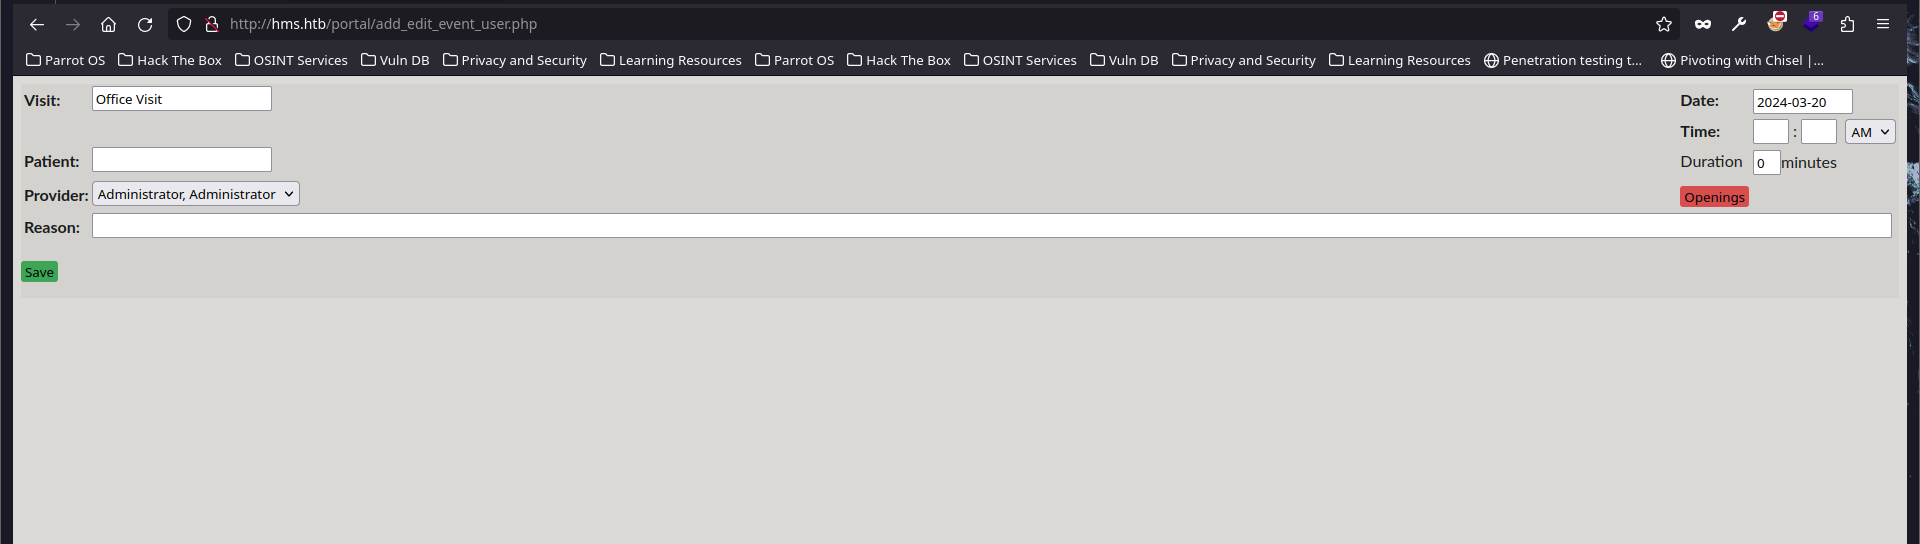 http://hms.htb/portal/add_edit_event_user.php
6
Parrot OS Hack The Box OSINT Services Vuln DB Privacy and Security Learning Resources Parrot OS Hack The Box OSINT Services Vuln DB Privacy and Security Learning Resources Penetration testing t... Pivoting with Chisel |...
Visit: Office Visit Date: 2024-03-20
Time: : AM
Patient: Duration 0 minutes
Provider: Administrator, Administrator Openings
Reason:
Save